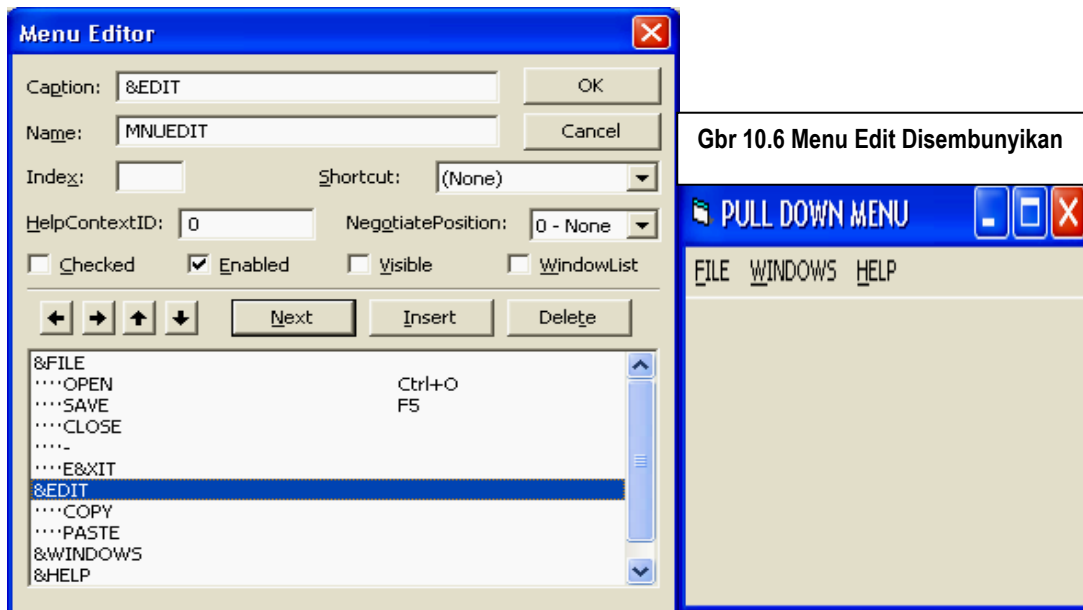 Menu Editor
Caption: &EDIT
OK
Name: MNUEDIT
Cancel
Index:
Shortcut: (None)
HelpContextID: 0
NegotiatePosition: 0 - None
Checked
Enabled
Visible
WindowList
Next
Insert
Delete
&FILE
····OPEN Ctrl+O
····SAVE F5
····CLOSE
····-
····E&XIT
&EDIT
····COPY
····PASTE
&WINDOWS
&HELP
Gbr 10.6 Menu Edit Disembunyikan
PULL DOWN MENU
FILE WINDOWS HELP